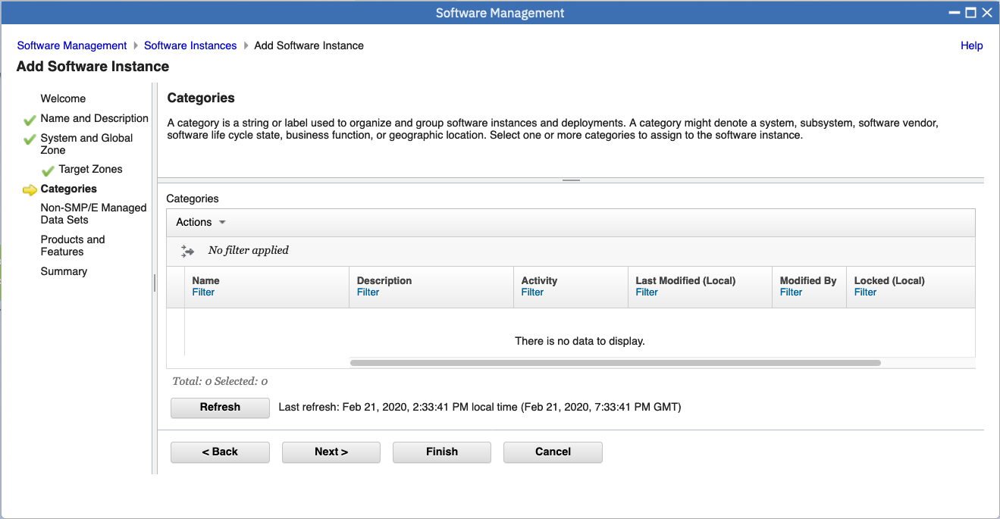 Software Management
Software Management Software Instances Add Software Instance Help
Add Software Instance
Welcome
Name and Description
System and Global
Zone
Target Zones
Categories
Non-SMP/E Managed
Data Sets
Products and
Features
Summary
Categories
A category is a string or label used to organize and group software instances and deployments. A category might denote a system, subsystem, software vendor,
software life cycle state, business function, or geographic location. Select one or more categories to assign to the software instance.
Categories
Actions
No filter applied
Name Description Activity Last Modified (Local) Modified By Locked (Local)
Filter Filter Filter Filter Filter Filter
There is no data to display.
Total: 0 Selected: 0
Refresh Last refresh: Feb 21, 2020, 2:33:41 PM local time (Feb 21, 2020, 7:33:41 PM GMT)
< Back Next > Finish Cancel